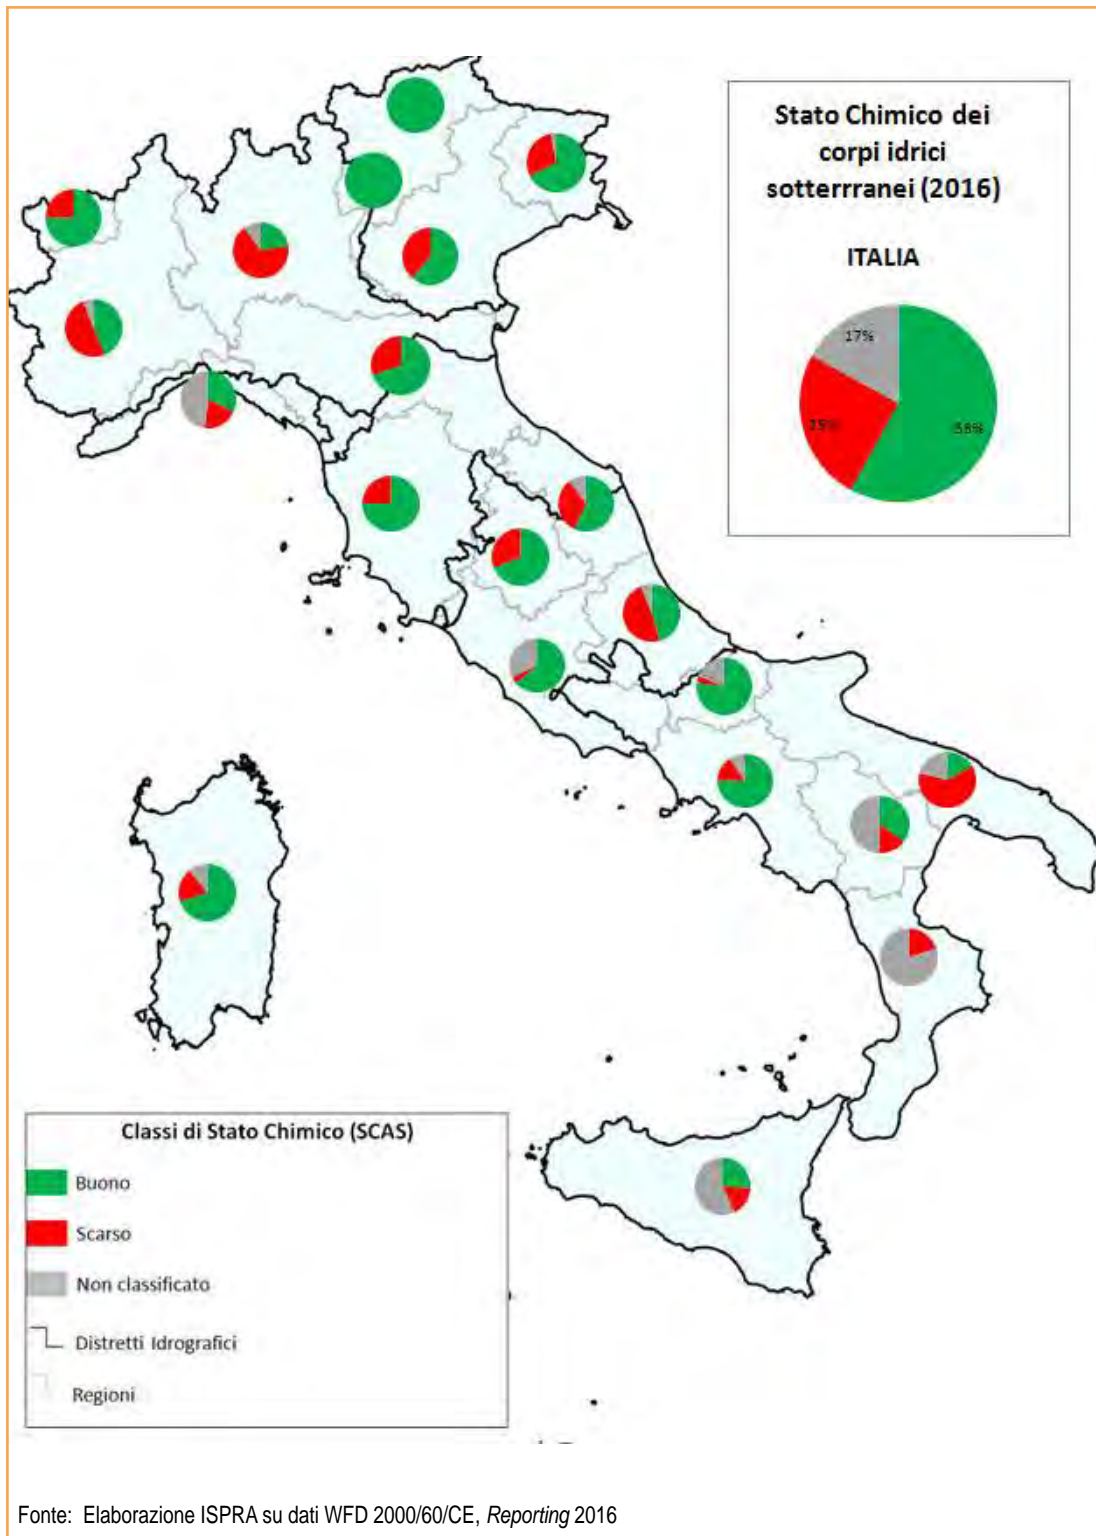 Stato Chimico dei
corpi idrici
sotterrranei (2016)
ITALIA
17%
25%
58%
Classi di Stato Chimico (SCAS)
Buono
Scarso
Non classificato
Distretti Idrografici
Regioni
Fonte: Elaborazione ISPRA su dati WFD 2000/60/CE, Reporting 2016